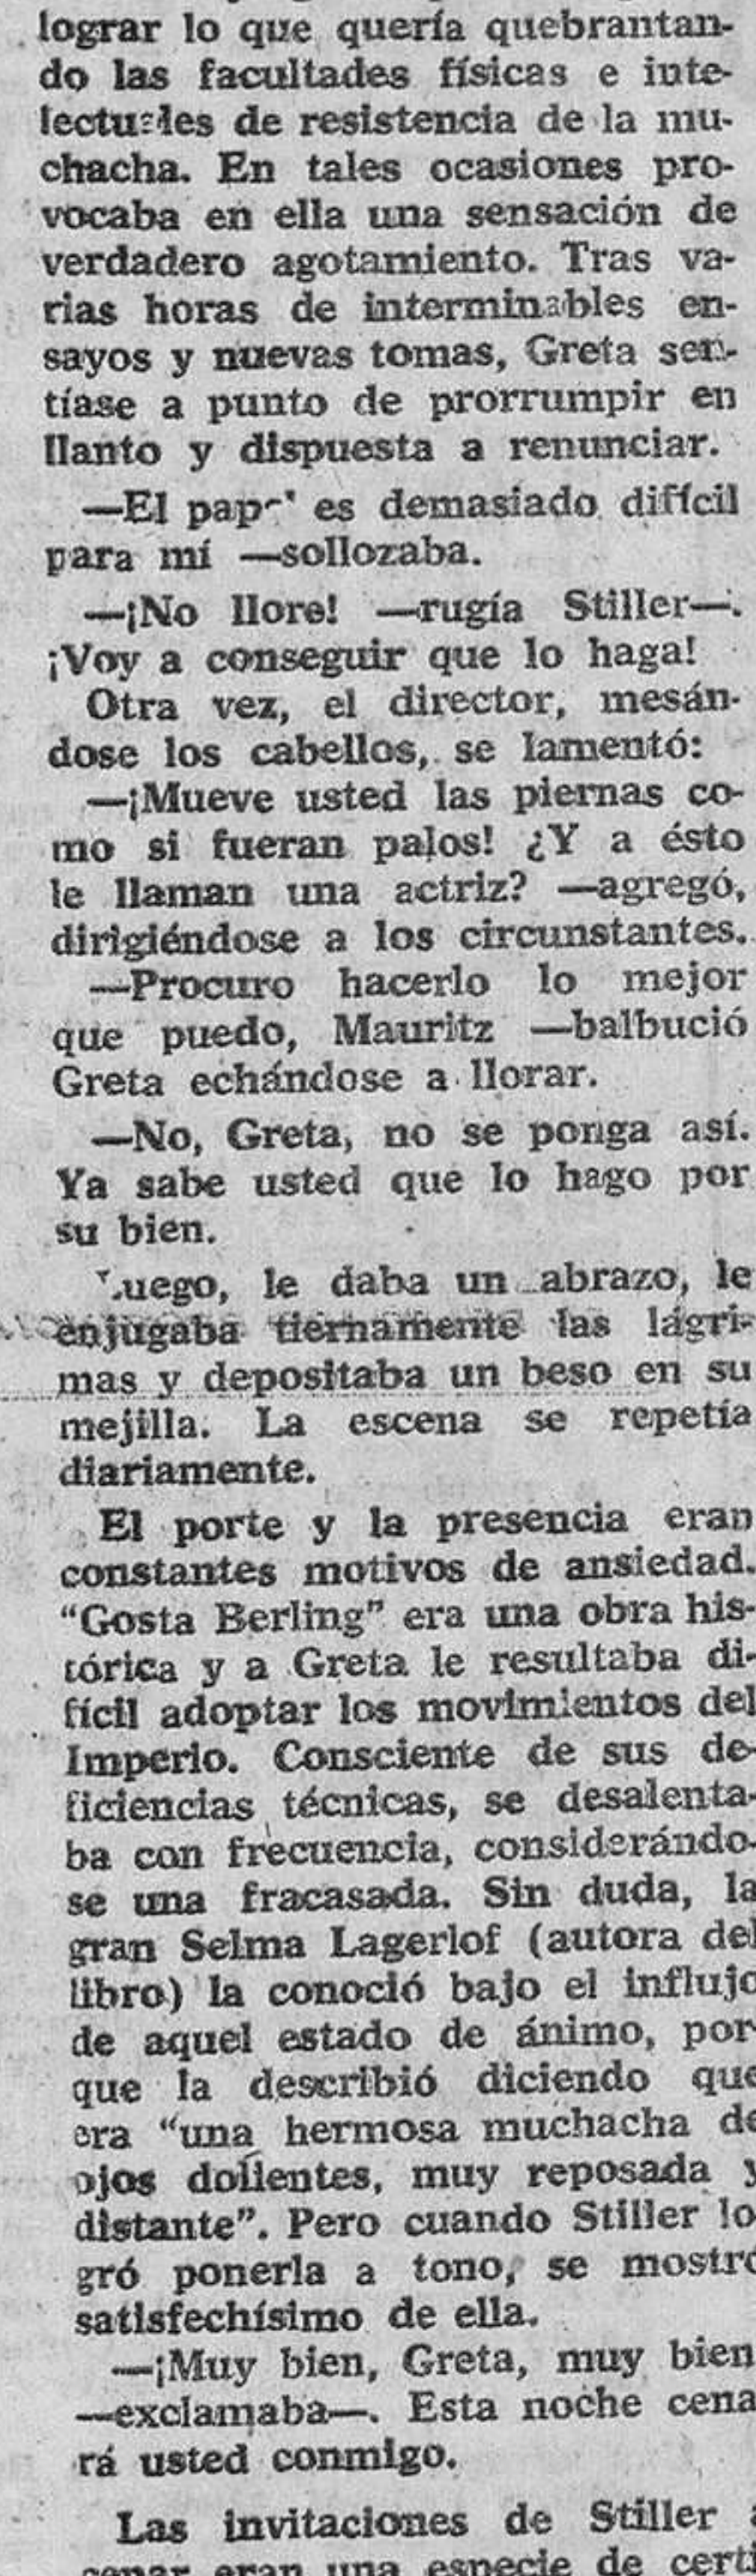 lograr lo que quería quebrantan-
do las facultades físicas e inte-
lectuales de resistencia de la mu-
chacha. En tales ocasiones pro-
vocaba en ella una sensación de
verdadero agotamiento. Tras va-
rias horas de interminables en-
sayos y nuevas tomas, Greta sen-
tíase a punto de prorrumpir en
llanto y dispuesta a renunciar.
—El papel es demasiado difícil
para mí —sollozaba.
—¡No llore! —rugía Stiller—.
¡Voy a conseguir que lo haga!
Otra vez, el director, mesán-
dose los cabellos, se lamentó:
—¡Mueve usted las piernas co-
mo si fueran palos! ¿Y a ésto
le llaman una actriz? —agregó,
dirigiéndose a los circunstantes.
—Procuro hacerlo lo mejor
que puedo, Mauritz —balbució
Greta echándose a llorar.
—No, Greta, no se ponga así.
Ya sabe usted que lo hago por
su bien.
Luego, le daba un abrazo, le
enjugaba tiernamente las lágri-
mas y depositaba un beso en su
mejilla. La escena se repetía
diariamente.
El porte y la presencia eran
constantes motivos de ansiedad.
“Gosta Berling” era una obra his-
tórica y a Greta le resultaba di-
fícil adoptar los movimientos del
Imperio. Consciente de sus de-
ficiencias técnicas, se desalenta-
ba con frecuencia, considerándo-
se una fracasada. Sin duda, la
gran Selma Lagerlof (autora del
libro) la conoció bajo el influjo
de aquel estado de ánimo, por-
que la describió diciendo que
era “una hermosa muchacha de
ojos dolientes, muy reposada y
distante”. Pero cuando Stiller lo-
gró ponerla a tono, se mostró
satisfechísimo de ella.
—¡Muy bien, Greta, muy bien
—exclamaba—. Esta noche cena-
rá usted conmigo.
Las invitaciones de Stiller a
cenar eran una especie de certi-